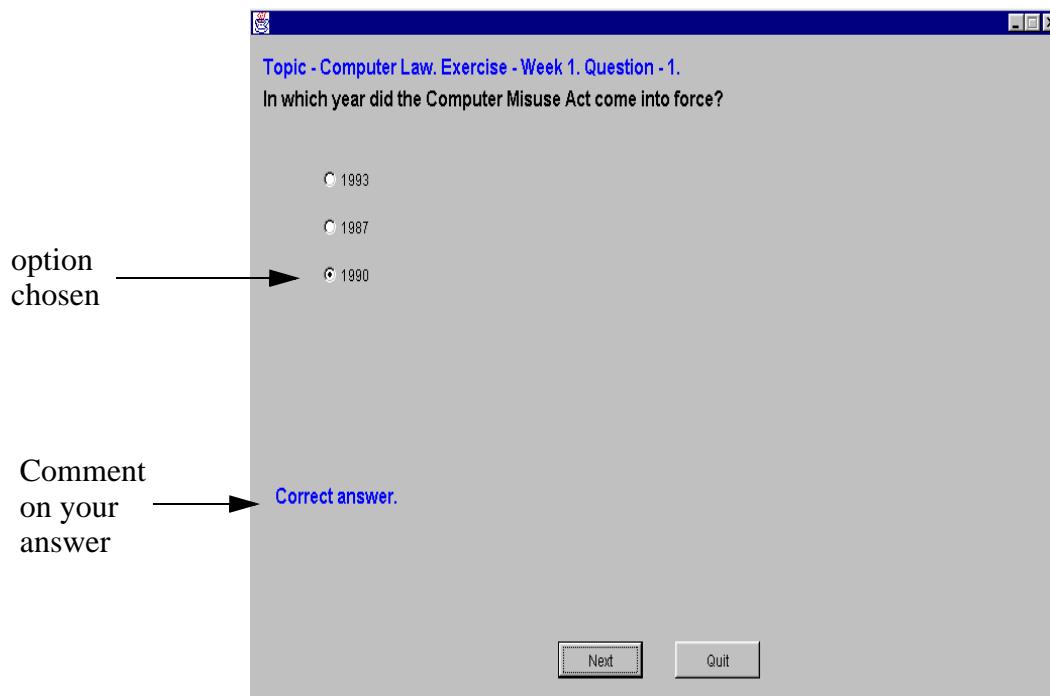 Topic - Computer Law. Exercise - Week 1. Question - 1.
In which year did the Computer Misuse Act come into force?
1993
1987
option
chosen
1990
Comment
on your
answer
Correct answer.
Next
Quit